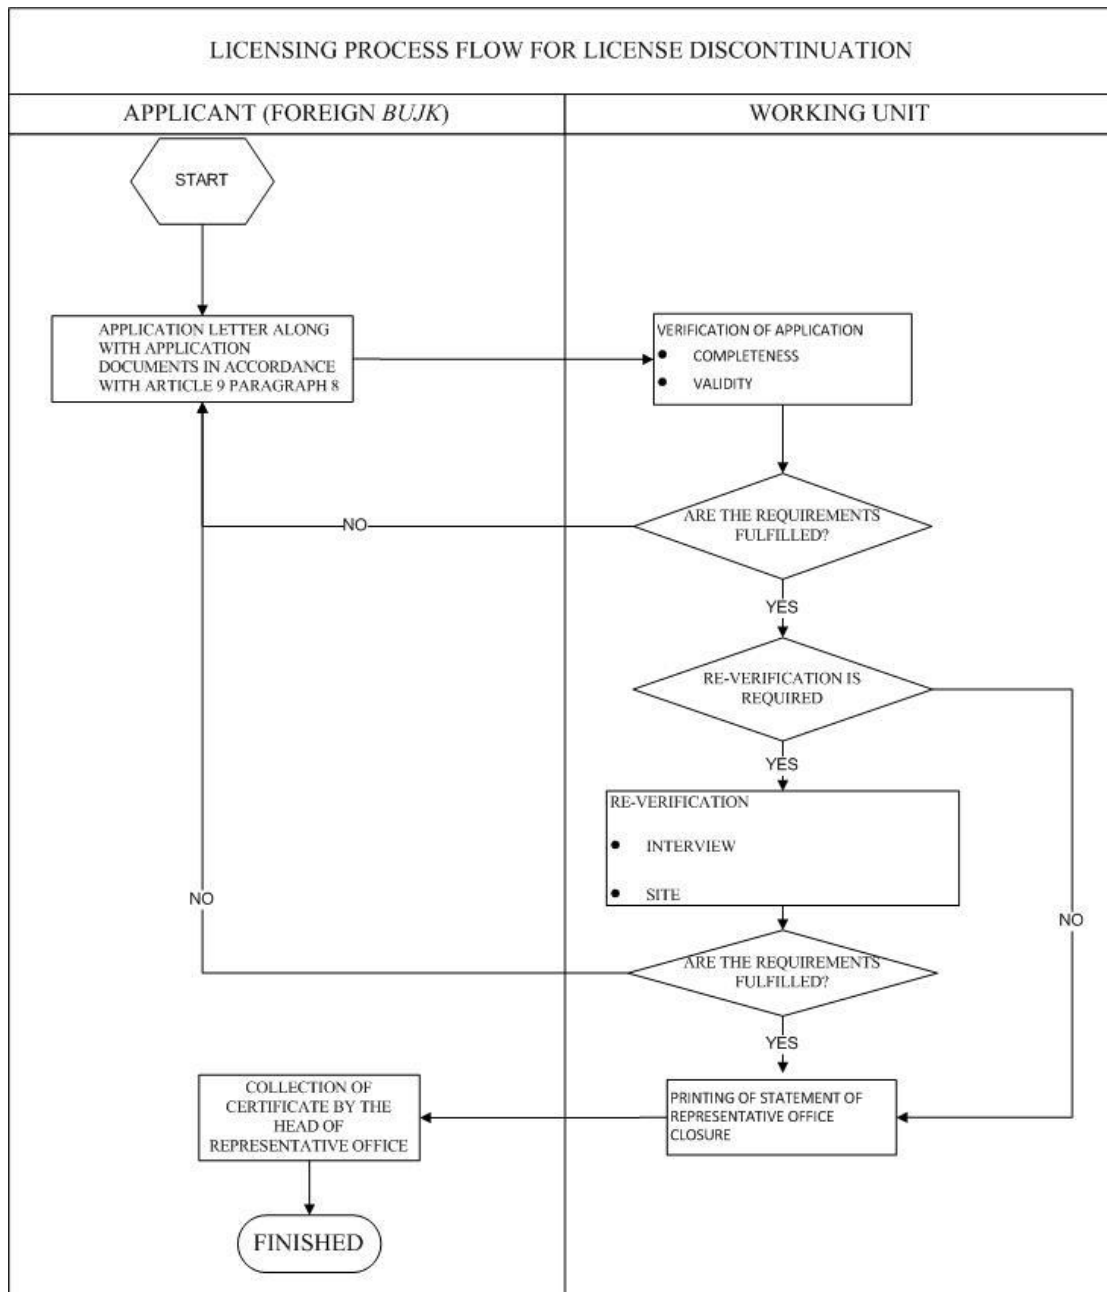 LICENSING PROCESS FLOW FOR LICENSE DISCONTINUATION
APPLICANT (FOREIGN BUJK)
WORKING UNIT
START
APPLICATION LETTER ALONG
WITH APPLICATION
DOCUMENTS IN ACCORDANCE
WITH ARTICLE 9 PARAGRAPH 8
VERIFICATION OF APPLICATION
● COMPLETENESS
● VALIDITY
ARE THE REQUIREMENTS
FULFILLED?
NO
YES
RE-VERIFICATION IS
REQUIRED
YES
RE-VERIFICATION
● INTERVIEW
● SITE
NO
NO
ARE THE REQUIREMENTS
FULFILLED?
YES
COLLECTION OF
CERTIFICATE BY THE
HEAD OF
REPRESENTATIVE OFFICE
PRINTING OF STATEMENT OF
REPRESENTATIVE OFFICE
CLOSURE
FINISHED